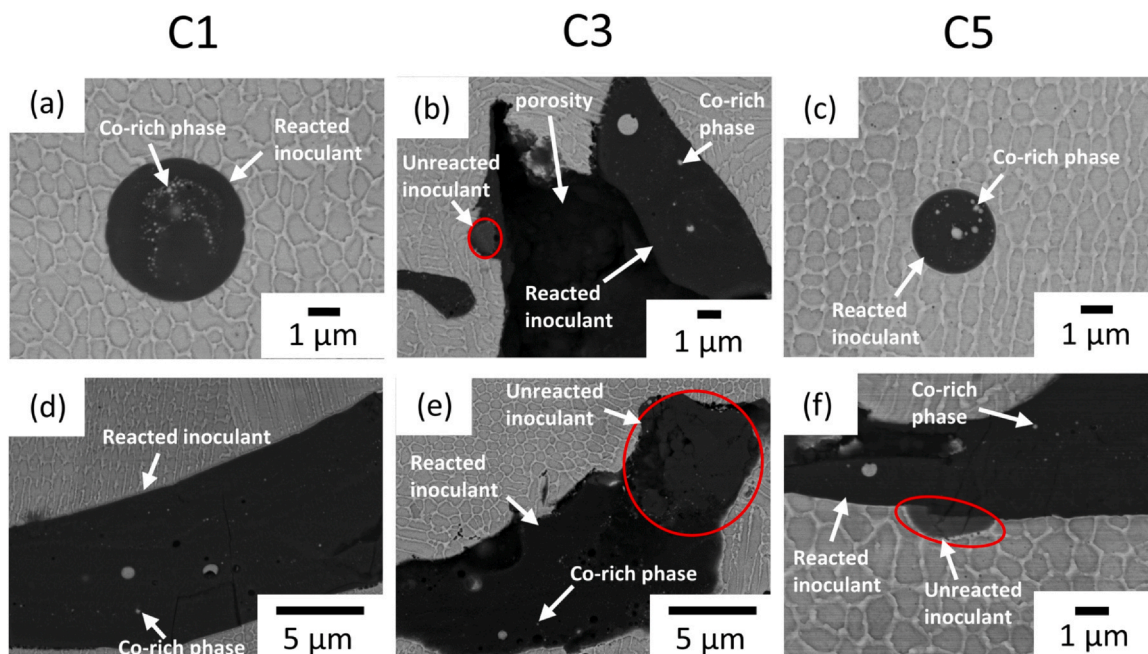 C1
C3
C5
(a)
Co-rich phase
Reacted
inoculant
1 μm
(b)
porosity
Co-rich
phase
Unreacted
inoculant
Reacted
inoculant
1 μm
(c)
Co-rich phase
Reacted
inoculant
1 μm
(d)
Reacted inoculant
Co-rich phase
5 μm
(e)
Unreacted
inoculant
Reacted
inoculant
Co-rich phase
5 μm
(f)
Co-rich
phase
Reacted
inoculant
Unreacted
inoculant
1 μm